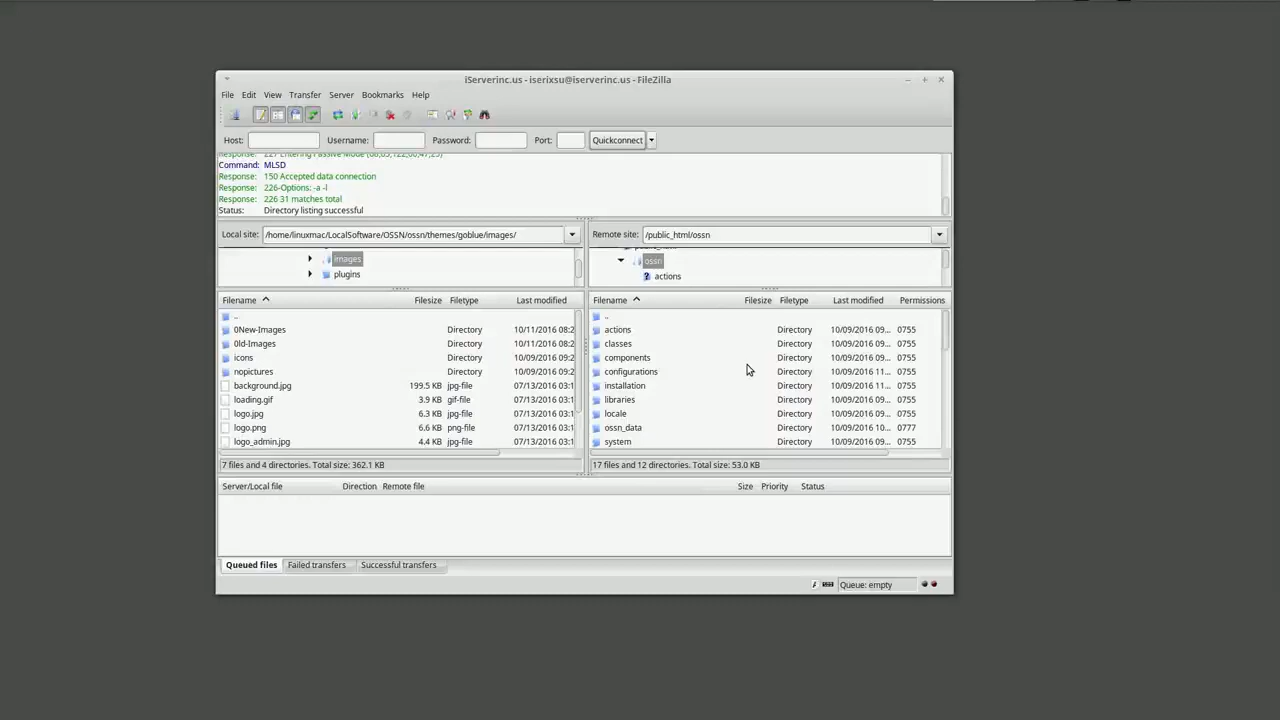 iServerinc.us - iserixsu@iserverinc.us - FileZilla
File Edit View Transfer Server Bookmarks Help
Host: Username: Password: Port: Quickconnect
Command: MLSD
Response: 150 Accepted data connection
Response: 226-Options: -a -l
Response: 226 31 matches total
Status: Directory listing successful
Local site: /home/linuxmac/LocalSoftware/OSSN/ossn/themes/goblue/images/
Remote site: /public_html/ossn
images
plugins
ossn
actions
Filename Filesize Filetype Last modified
..
0New-Images Directory 10/11/2016 08:2
Old-Images Directory 10/11/2016 08:2
icons Directory 10/09/2016 09:2
nopictures Directory 10/09/2016 09:2
background.jpg 199.5 KB jpg-file 07/13/2016 03:1
loading.gif 3.9 KB gif-file 07/13/2016 03:1
logo.jpg 6.3 KB jpg-file 07/13/2016 03:1
logo.png 6.6 KB png-file 07/13/2016 03:1
logo_admin.jpg 4.4 KB jpg-file 07/13/2016 03:1
7 files and 4 directories. Total size: 362.1 KB
Filename Filesize Filetype Last modified Permissions
..
actions Directory 10/09/2016 09... 0755
classes Directory 10/09/2016 09... 0755
components Directory 10/09/2016 09... 0755
configurations Directory 10/09/2016 11... 0755
installation Directory 10/09/2016 11... 0755
libraries Directory 10/09/2016 09... 0755
locale Directory 10/09/2016 09... 0755
ossn_data Directory 10/09/2016 10... 0777
system Directory 10/09/2016 09... 0755
17 files and 12 directories. Total size: 53.0 KB
Server/Local file Direction Remote file Size Priority Status
Queued files Failed transfers Successful transfers
Queue: empty